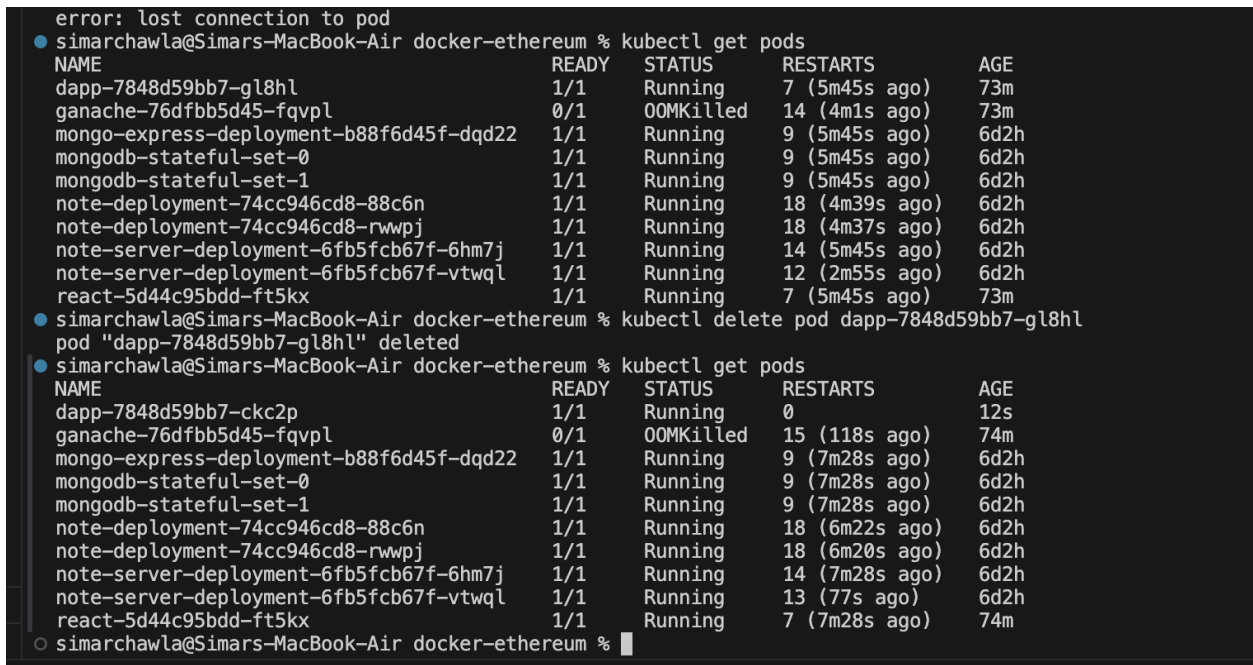 error: lost connection to pod
simarchawla@Simars-MacBook-Air docker-ethereum % kubectl get pods
NAME READY STATUS RESTARTS AGE
dapp-7848d59bb7-gl8hl 1/1 Running 7 (5m45s ago) 73m
ganache-76dfbb5d45-fqvpl 0/1 OOMKilled 14 (4m1s ago) 73m
mongo-express-deployment-b88f6d45f-dqd22 1/1 Running 9 (5m45s ago) 6d2h
mongodb-stateful-set-0 1/1 Running 9 (5m45s ago) 6d2h
mongodb-stateful-set-1 1/1 Running 9 (5m45s ago) 6d2h
note-deployment-74cc946cd8-88c6n 1/1 Running 18 (4m39s ago) 6d2h
note-deployment-74cc946cd8-rwwpj 1/1 Running 18 (4m37s ago) 6d2h
note-server-deployment-6fb5fcb67f-6hm7j 1/1 Running 14 (5m45s ago) 6d2h
note-server-deployment-6fb5fcb67f-vtwql 1/1 Running 12 (2m55s ago) 6d2h
react-5d44c95bdd-ft5kx 1/1 Running 7 (5m45s ago) 73m
simarchawla@Simars-MacBook-Air docker-ethereum % kubectl delete pod dapp-7848d59bb7-gl8hl
pod "dapp-7848d59bb7-gl8hl" deleted
simarchawla@Simars-MacBook-Air docker-ethereum % kubectl get pods
NAME READY STATUS RESTARTS AGE
dapp-7848d59bb7-ckc2p 1/1 Running 0 12s
ganache-76dfbb5d45-fqvpl 0/1 OOMKilled 15 (118s ago) 74m
mongo-express-deployment-b88f6d45f-dqd22 1/1 Running 9 (7m28s ago) 6d2h
mongodb-stateful-set-0 1/1 Running 9 (7m28s ago) 6d2h
mongodb-stateful-set-1 1/1 Running 9 (7m28s ago) 6d2h
note-deployment-74cc946cd8-88c6n 1/1 Running 18 (6m22s ago) 6d2h
note-deployment-74cc946cd8-rwwpj 1/1 Running 18 (6m20s ago) 6d2h
note-server-deployment-6fb5fcb67f-6hm7j 1/1 Running 14 (7m28s ago) 6d2h
note-server-deployment-6fb5fcb67f-vtwql 1/1 Running 13 (77s ago) 6d2h
react-5d44c95bdd-ft5kx 1/1 Running 7 (7m28s ago) 74m
simarchawla@Simars-MacBook-Air docker-ethereum %